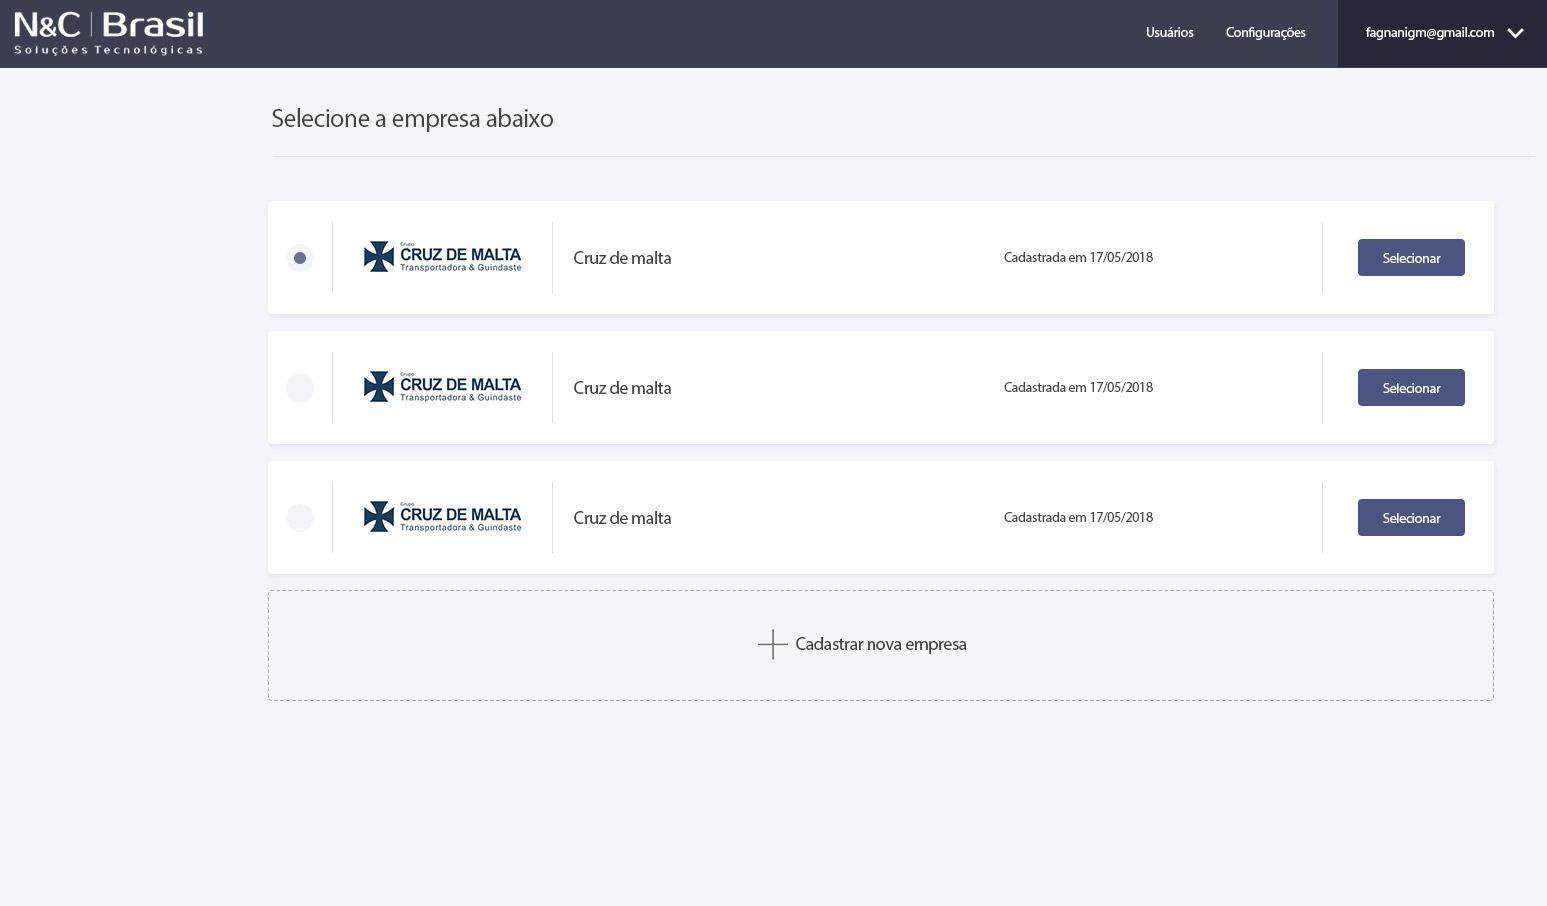 N&C | Brasil
Soluções Tecnológicas
Usuários
Configurações
fagnanigm@gmail.com
Selecione a empresa abaixo
Grupo
CRUZ DE MALTA
Transportadora & Guindaste
Cruz de malta
Cadastrada em 17/05/2018
Selecionar
Grupo
CRUZ DE MALTA
Transportadora & Guindaste
Cruz de malta
Cadastrada em 17/05/2018
Selecionar
Grupo
CRUZ DE MALTA
Transportadora & Guindaste
Cruz de malta
Cadastrada em 17/05/2018
Selecionar
Cadastrar nova empresa